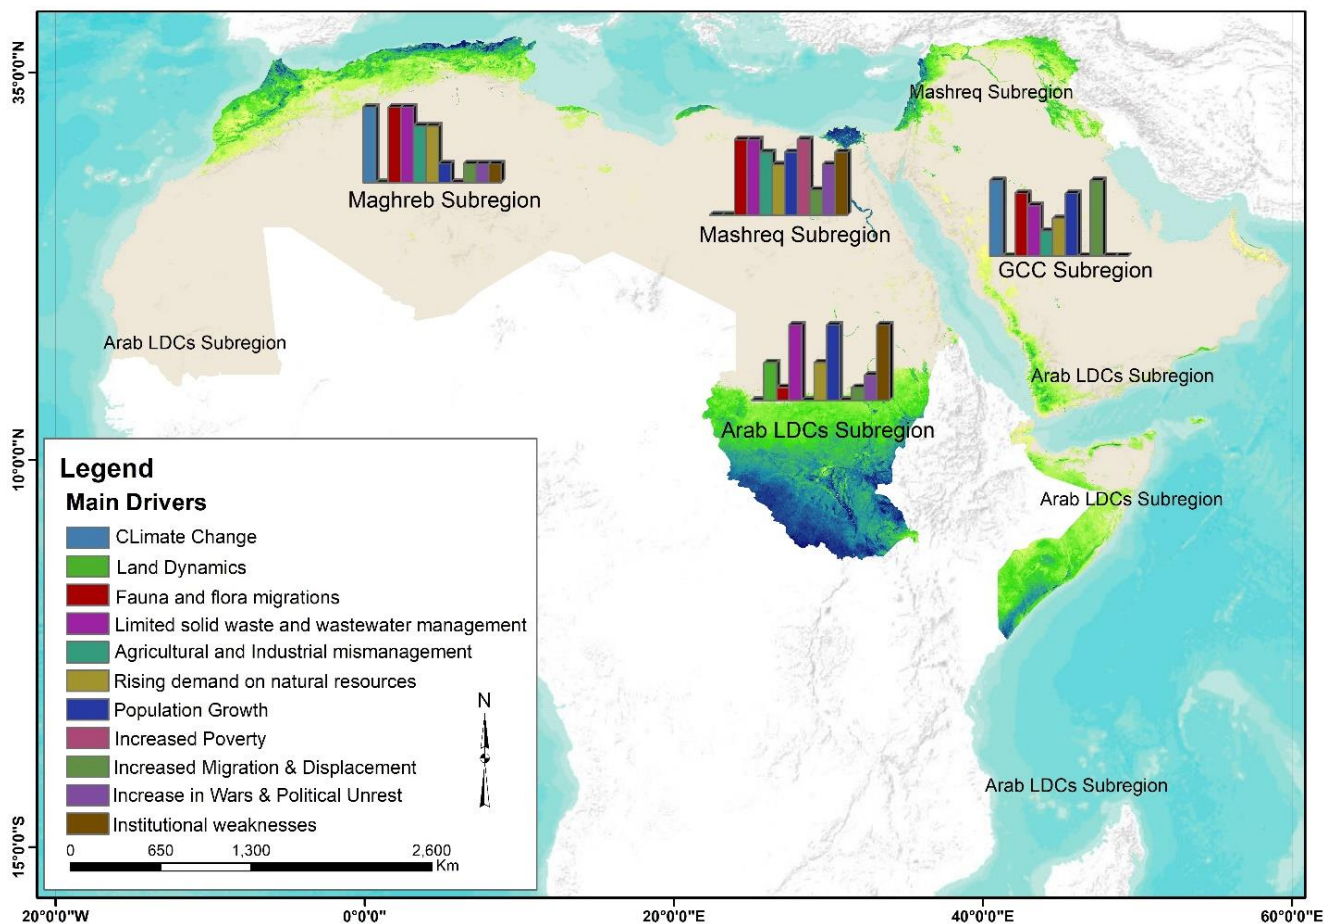 35°0'0"N
Mashreq Subregion
Maghreb Subregion
Mashreq Subregion
GCC Subregion
Arab LDCs Subregion
Arab LDCs Subregion
Arab LDCs Subregion
10°0'0"N
Arab LDCs Subregion
Arab LDCs Subregion
Legend
Main Drivers
CLimate Change
Land Dynamics
Fauna and flora migrations
Limited solid waste and wastewater management
Agricultural and Industrial mismanagement
Rising demand on natural resources
Population Growth
Increased Poverty
Increased Migration & Displacement
Increase in Wars & Political Unrest
Institutional weaknesses
N
0 650 1,300 2,600
Km
15°0'0"S
20°0'0"W 0°0'0" 20°0'0"E 40°0'0"E 60°0'0"E